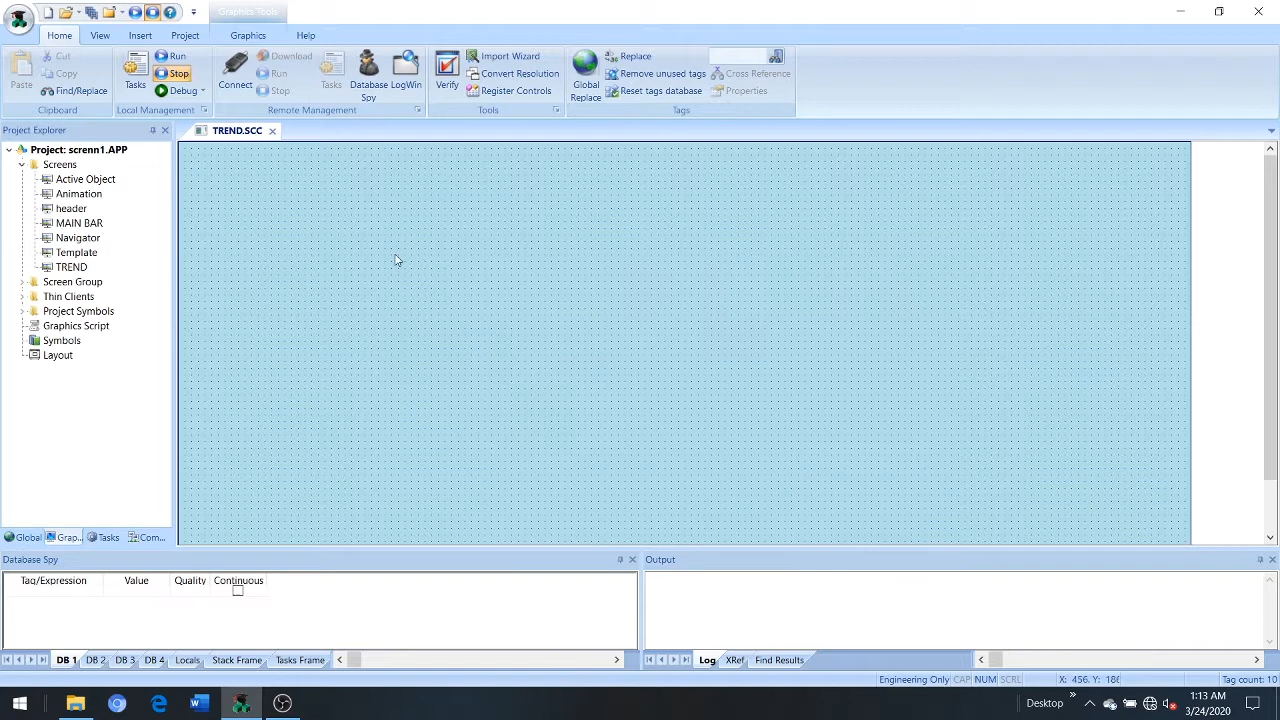 Graphics Tools
Home View Insert Project Graphics Help
Paste
Cut
Copy
Find/Replace
Clipboard
Tasks
Run
Stop
Debug
Local Management
Connect
Download
Run
Stop
Tasks
Database Spy
LogWin
Remote Management
Verify
Import Wizard
Convert Resolution
Register Controls
Tools
Global Replace
Replace
Remove unused tags
Reset tags database
Cross Reference
Properties
Tags
Project Explorer
TREND.SCC
Project: screnn1.APP
Screens
Active Object
Animation
header
MAIN BAR
Navigator
Template
TREND
Screen Group
Thin Clients
Project Symbols
Graphics Script
Symbols
Layout
Global Grap... Tasks Com...
Database Spy
Tag/Expression Value Quality Continuous
DB 1 DB 2 DB 3 DB 4 Locals Stack Frame Tasks Frame
Output
Log XRef Find Results
Engineering Only CAP NUM SCRL X: 456, Y: 186 Tag count: 10
Desktop
1:13 AM
3/24/2020